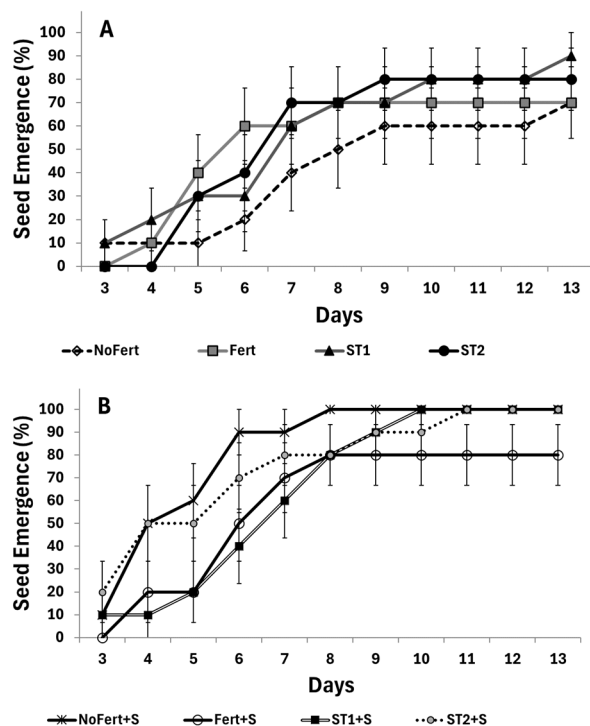 A
Seed Emergence (%)
100
90
80
70
60
50
40
30
20
10
0
3 4 5 6 7 8 9 10 11 12 13
Days
NoFert Fert ST1 ST2
B
Seed Emergence (%)
100
90
80
70
60
50
40
30
20
10
0
3 4 5 6 7 8 9 10 11 12 13
Days
NoFert+S Fert+S ST1+S ST2+S